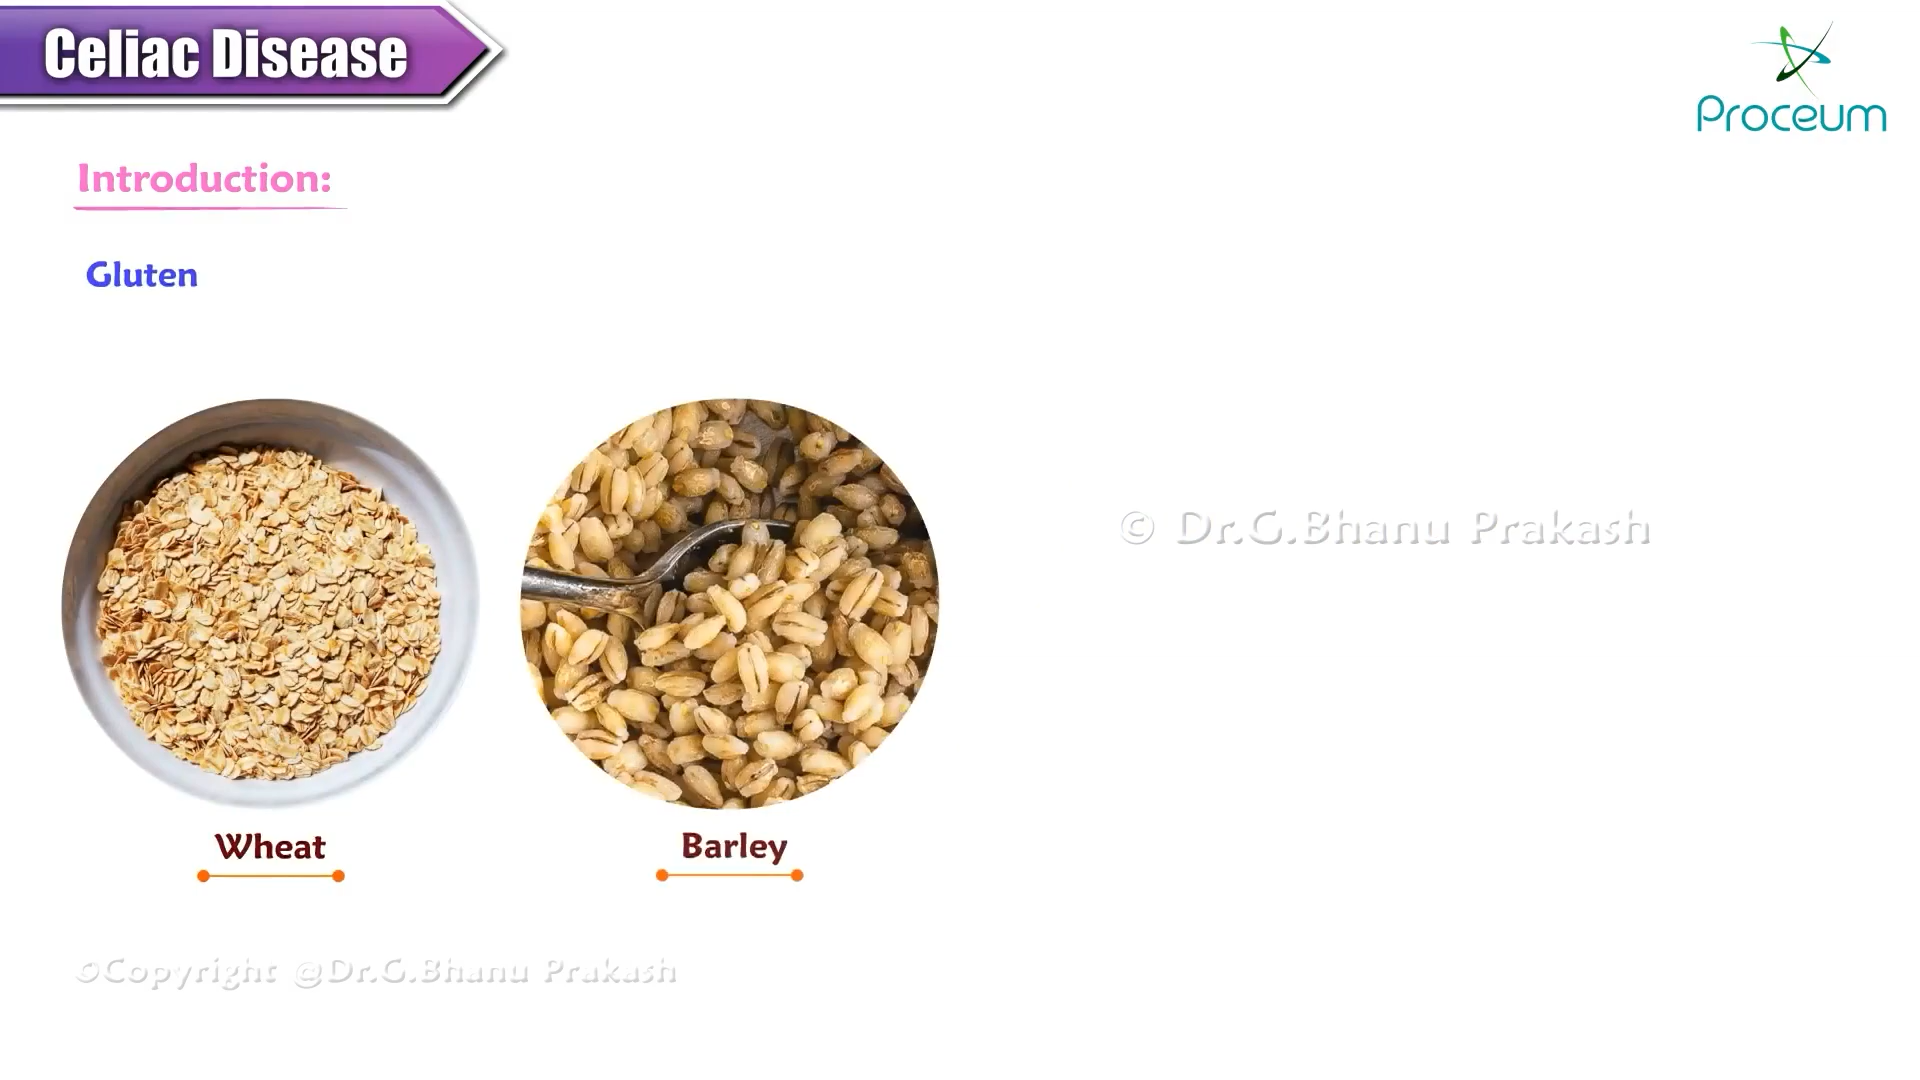 Celiac Disease
Proceum
Introduction:
Gluten
© Dr.G.Bhanu Prakash
Wheat
Barley
©Copyright @Dr.G.Bhanu Prakash